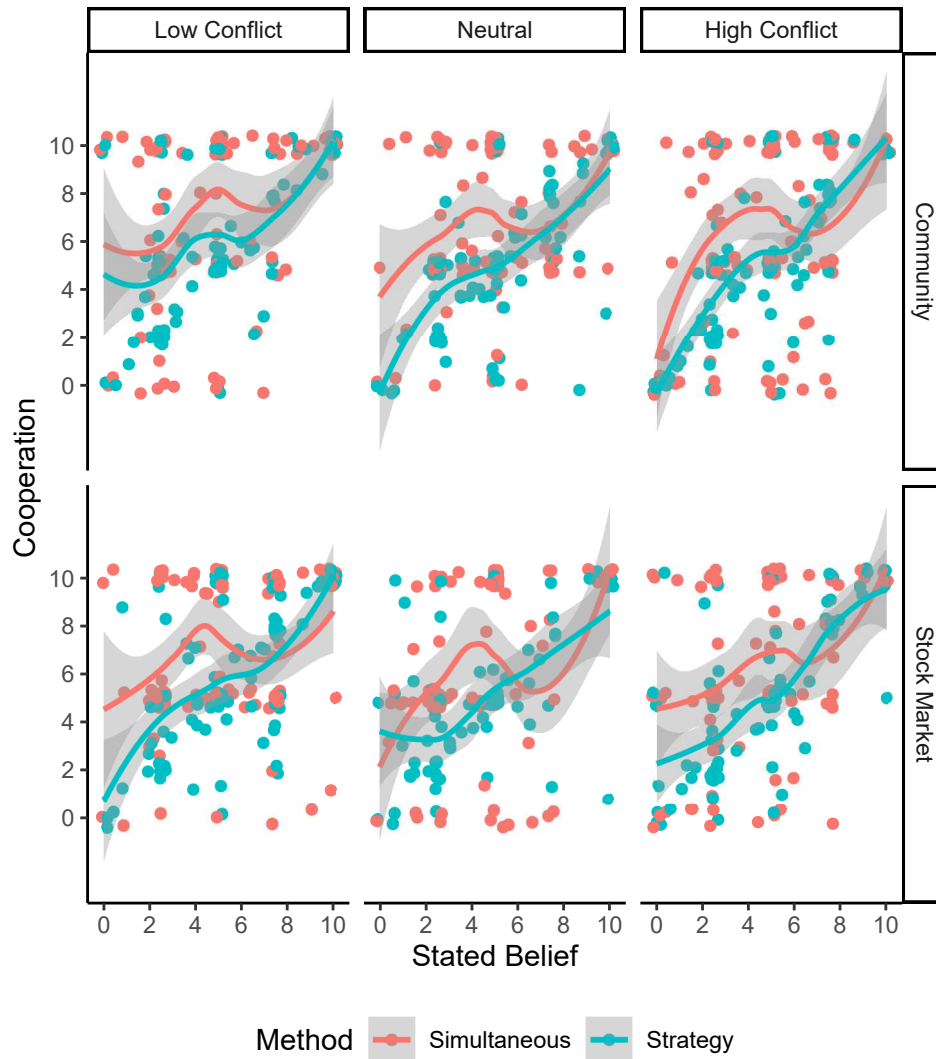 Low Conflict Neutral High Conflict
Cooperation
10
8
6
4
2
0
Community
10
8
6
4
2
0
Stock Market
0 2 4 6 8 10 0 2 4 6 8 10 0 2 4 6 8 10
Stated Belief
Method Simultaneous Strategy